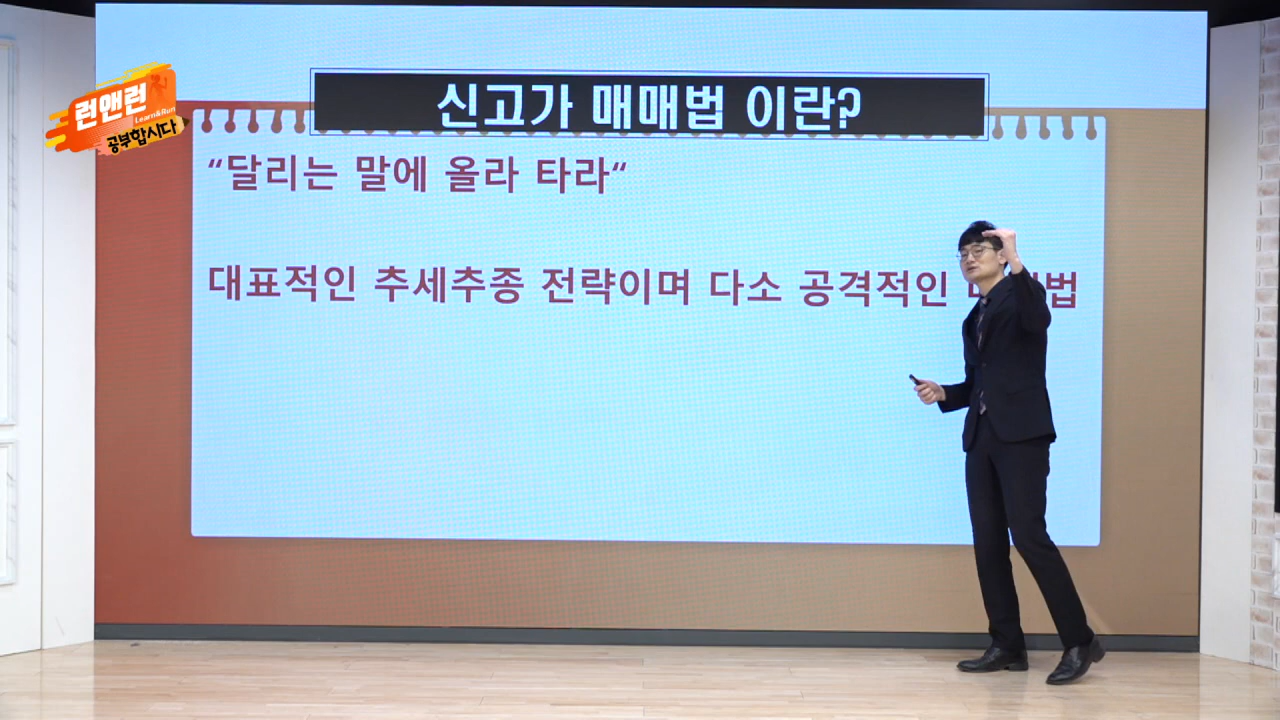 런앤런
Learn&Run
공부합시다
신고가 매매법 이란?
“달리는 말에 올라 타라“
대표적인 추세추종 전략이며 다소 공격적인